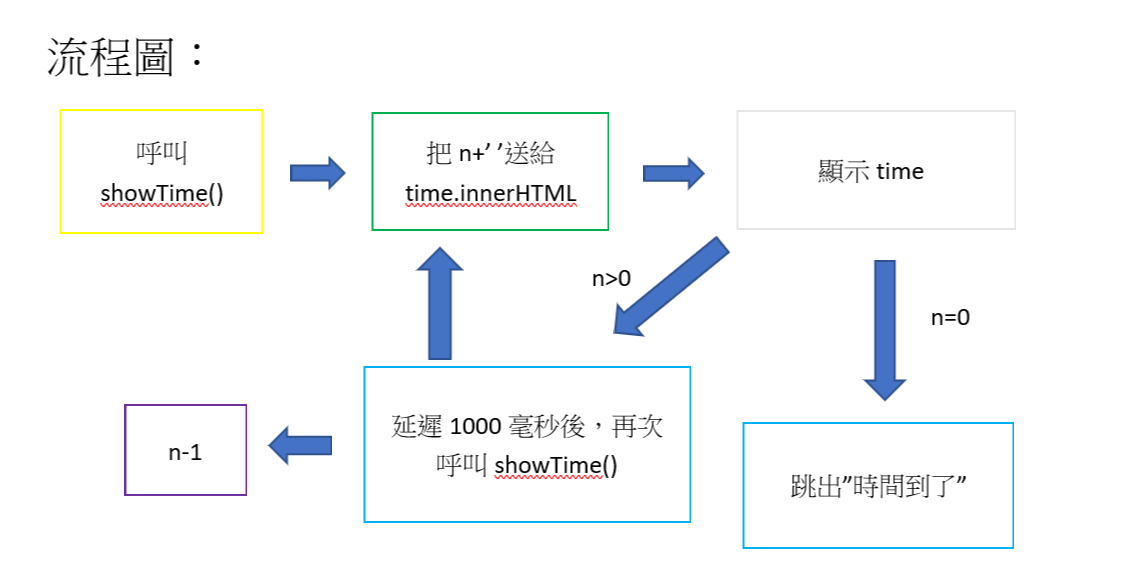 流程圖：
呼叫
showTime()
把 n+’ ’送給
time.innerHTML
顯示 time
n>0
n=0
n-1
延遲 1000 毫秒後，再次
呼叫 showTime()
跳出”時間到了”